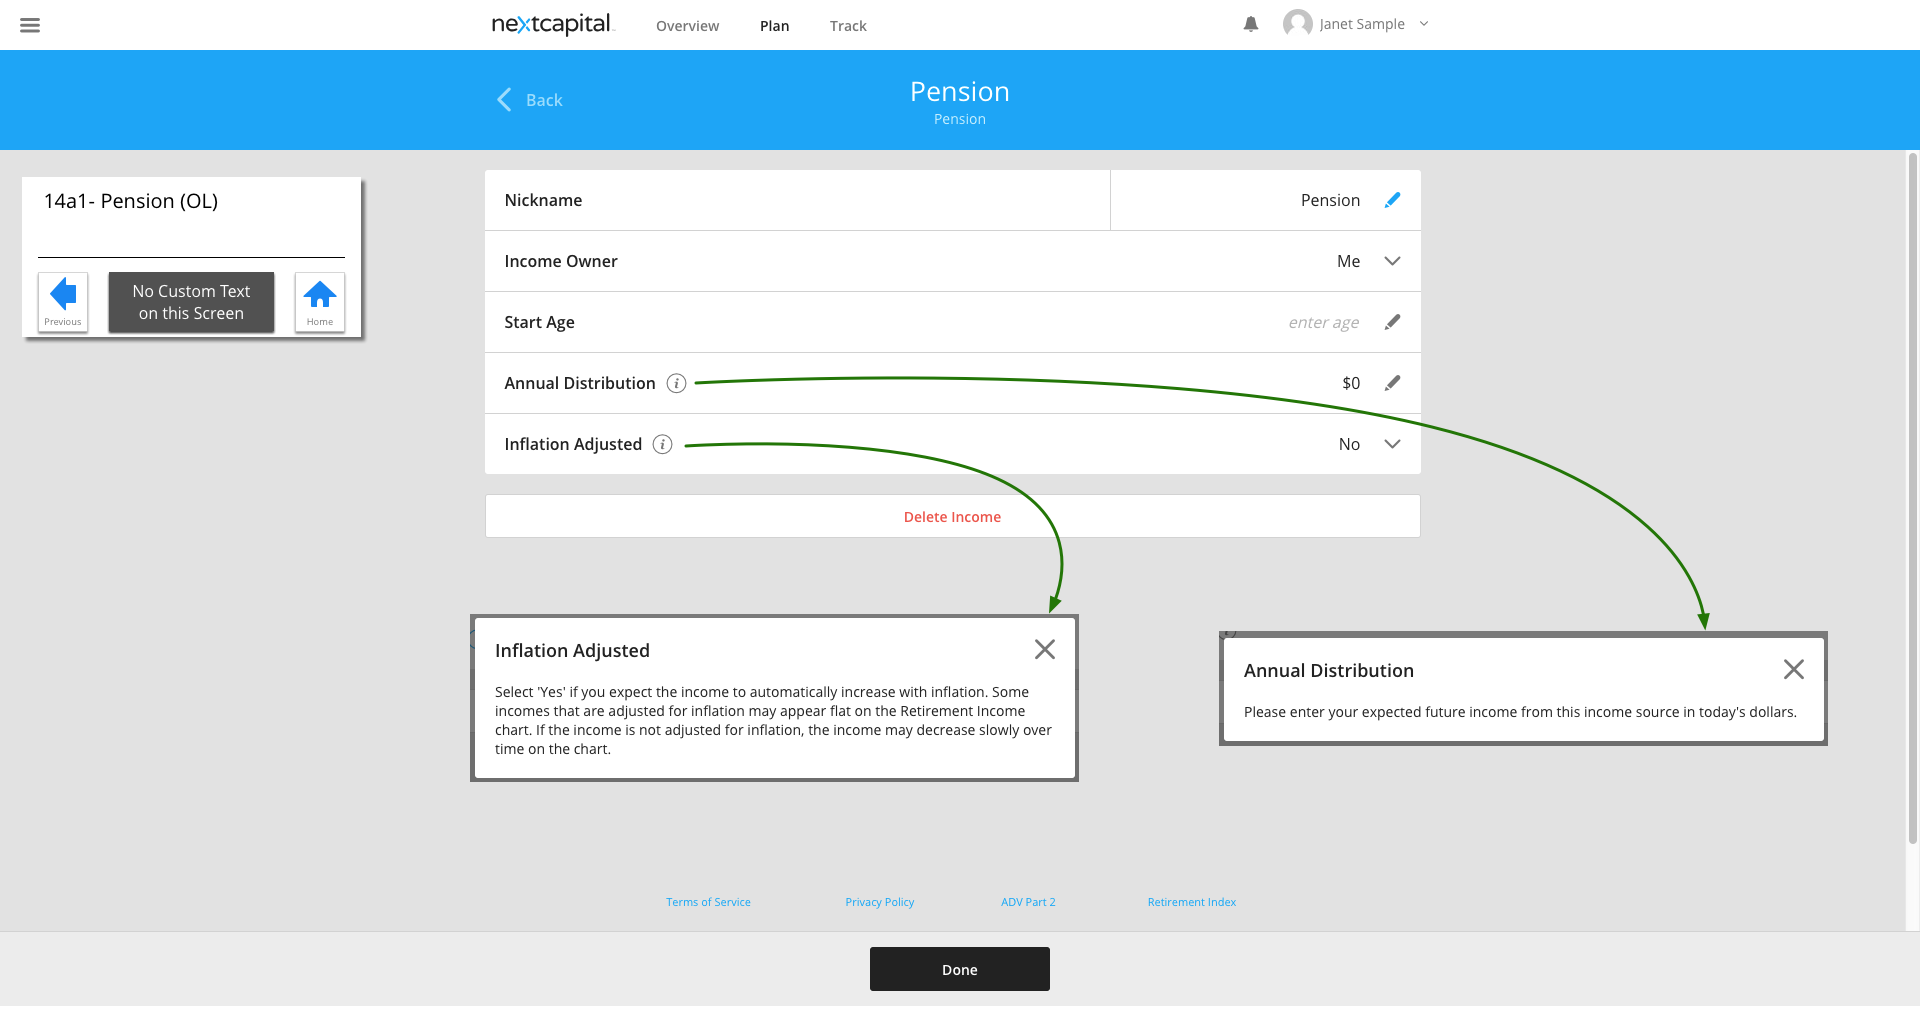 nextcapital
Overview
Plan
Track
Janet Sample
Back
Pension
Pension
14a1- Pension (OL)
Previous
No Custom Text
on this Screen
Home
Nickname
Pension
Income Owner
Me
Start Age
enter age
Annual Distribution
$0
Inflation Adjusted
No
Delete Income
Inflation Adjusted
Select 'Yes' if you expect the income to automatically increase with inflation. Some
incomes that are adjusted for inflation may appear flat on the Retirement Income
chart. If the income is not adjusted for inflation, the income may decrease slowly over
time on the chart.
Annual Distribution
Please enter your expected future income from this income source in today's dollars.
Terms of Service
Privacy Policy
ADV Part 2
Retirement Index
Done